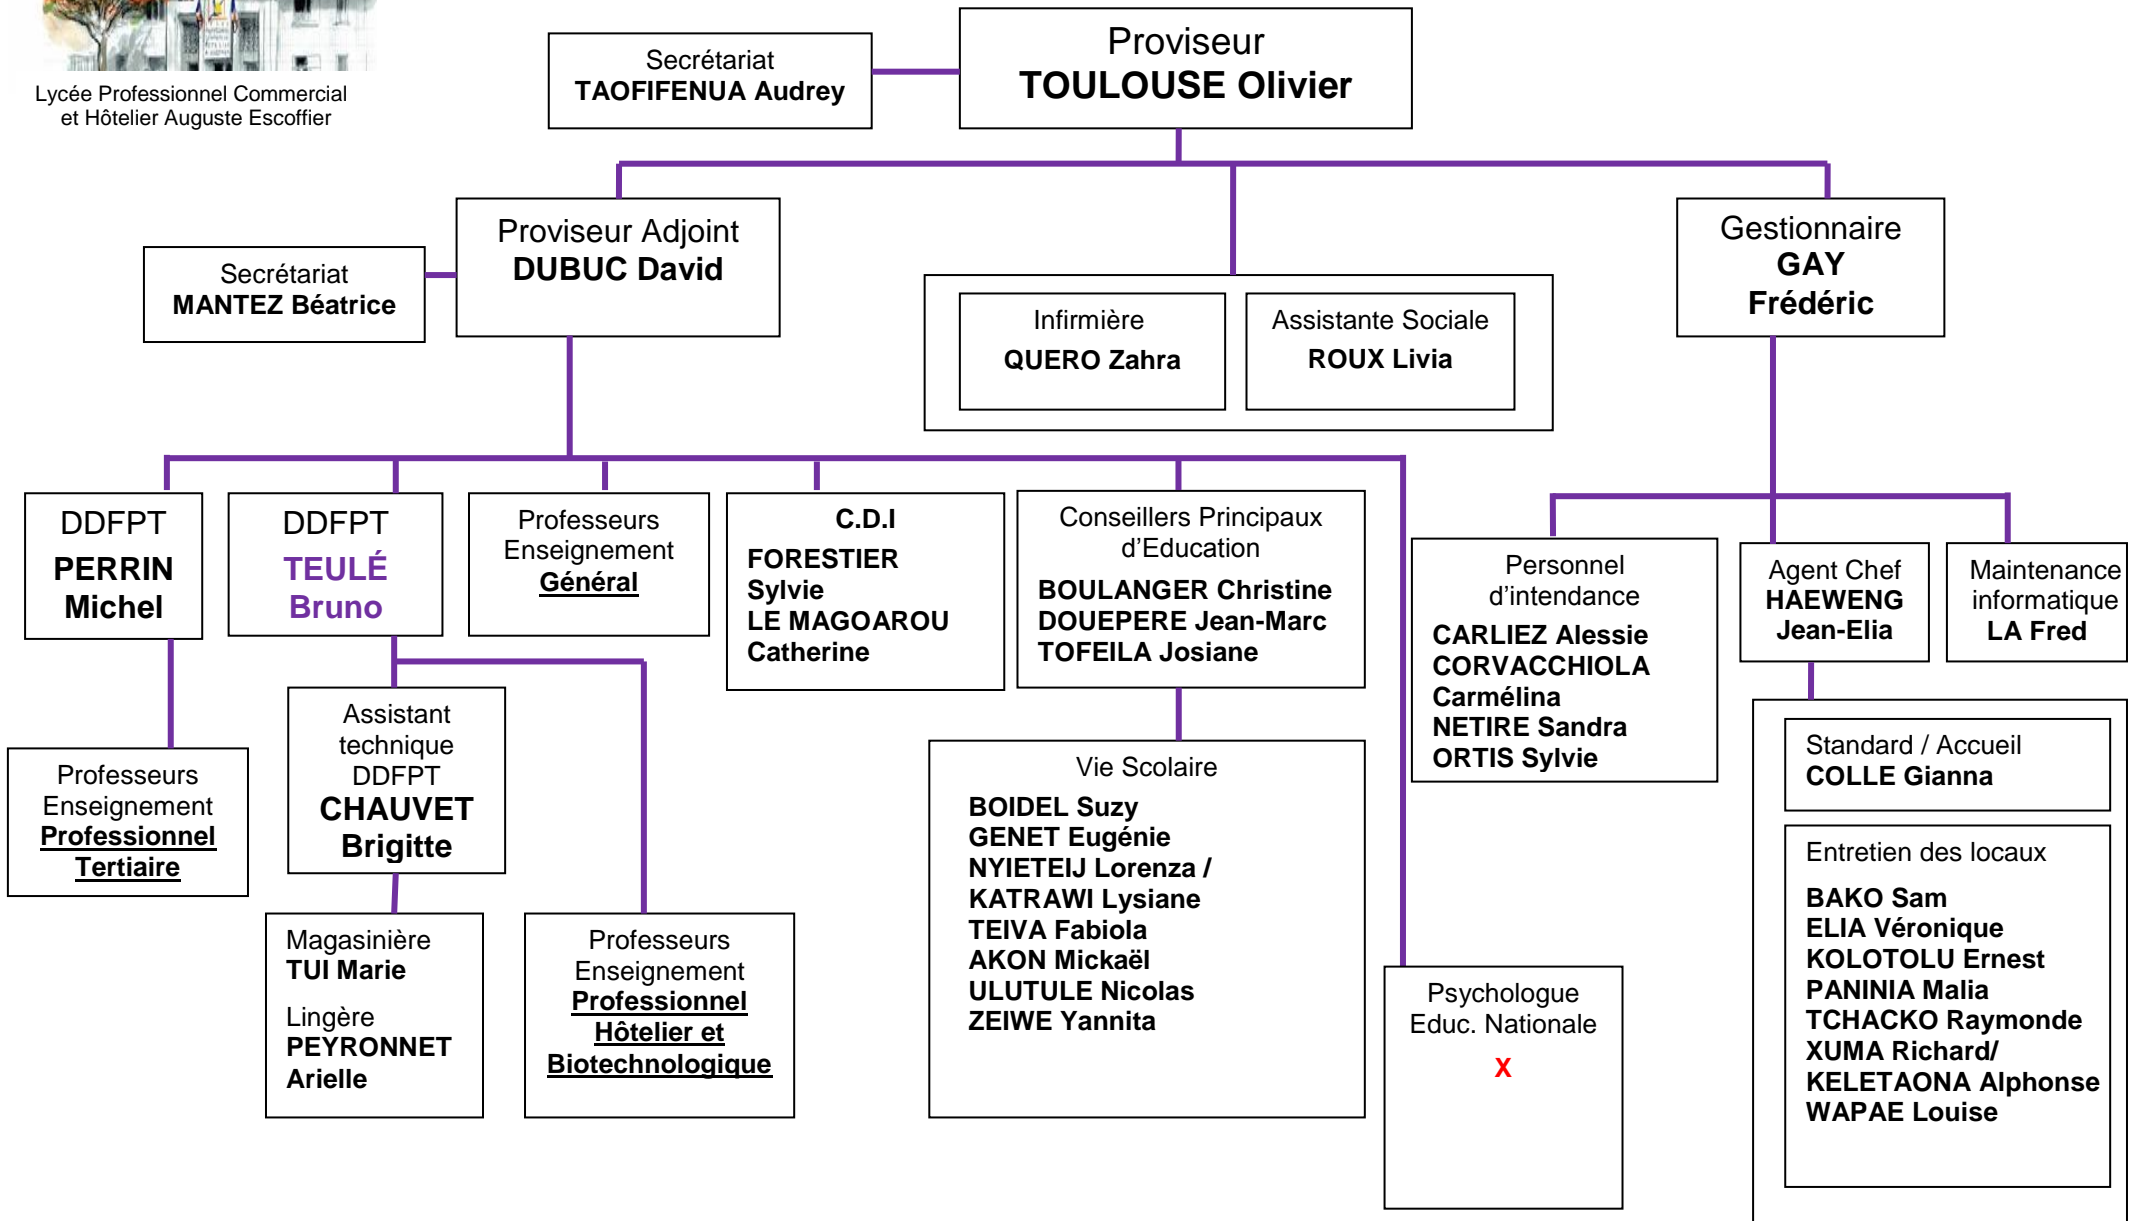 Lycée Professionnel Commercial
et Hôtelier Auguste Escoffier
Secrétariat
TAOFIFENUA Audrey
Proviseur
TOULOUSE Olivier
Secrétariat
MANTEZ Béatrice
Proviseur Adjoint
DUBUC David
Infirmière
QUERO Zahra
Assistante Sociale
ROUX Livia
Gestionnaire
GAY
Frédéric
DDFPT
PERRIN
Michel
DDFPT
TEULÉ
Bruno
Professeurs
Enseignement
Général
C.D.I
FORESTIER
Sylvie
LE MAGOAROU
Catherine
Conseillers Principaux
d’Education
BOULANGER Christine
DOUEPERE Jean-Marc
TOFEILA Josiane
Personnel
d’intendance
CARLIEZ Alessie
CORVACCHIOLA
Carmélina
NETIRE Sandra
ORTIS Sylvie
Agent Chef
HAEWENG
Jean-Elia
Maintenance
informatique
LA Fred
Professeurs
Enseignement
Professionnel
Tertiaire
Assistant
technique
DDFPT
CHAUVET
Brigitte
Magasinière
TUI Marie
Lingère
PEYRONNET
Arielle
Professeurs
Enseignement
Professionnel
Hôtelier et
Biotechnologique
Vie Scolaire
BOIDEL Suzy
GENET Eugénie
NYIETEIJ Lorenza /
KATRAWI Lysiane
TEIVA Fabiola
AKON Mickaël
ULUTULE Nicolas
ZEIWE Yannita
Psychologue
Educ. Nationale
X
Standard / Accueil
COLLE Gianna
Entretien des locaux
BAKO Sam
ELIA Véronique
KOLOTOLU Ernest
PANINIA Malia
TCHACKO Raymonde
XUMA Richard/
KELETAONA Alphonse
WAPAE Louise